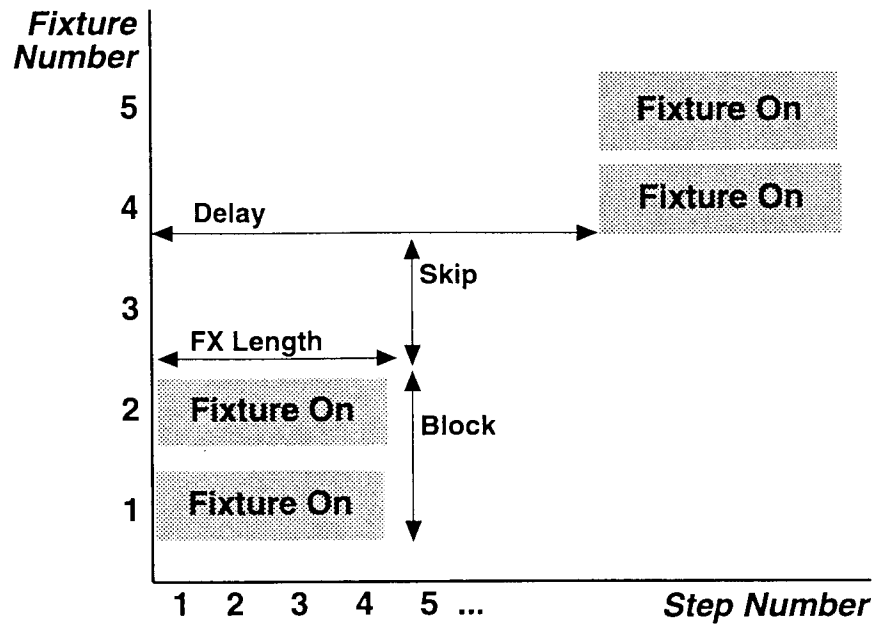 Fixture
Number
5
Fixture On
4
Fixture On
Delay
Skip
3
FX Length
2
Fixture On
Block
1
Fixture On
1 2 3 4 5 ...
Step Number